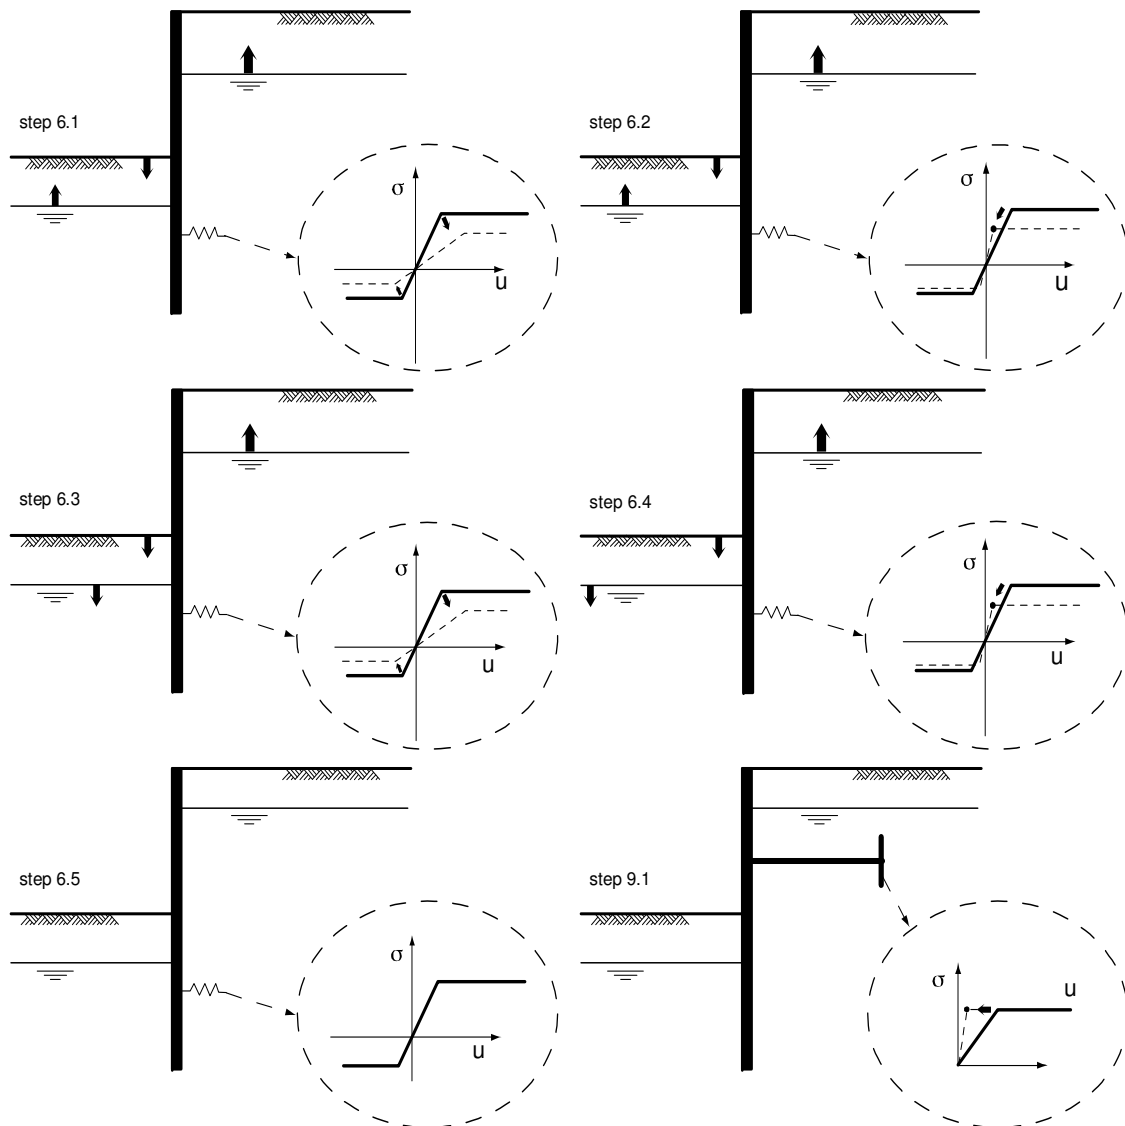 step 6.1
σ
u
step 6.2
σ
u
step 6.3
σ
u
step 6.4
σ
u
step 6.5
σ
u
step 9.1
σ
u